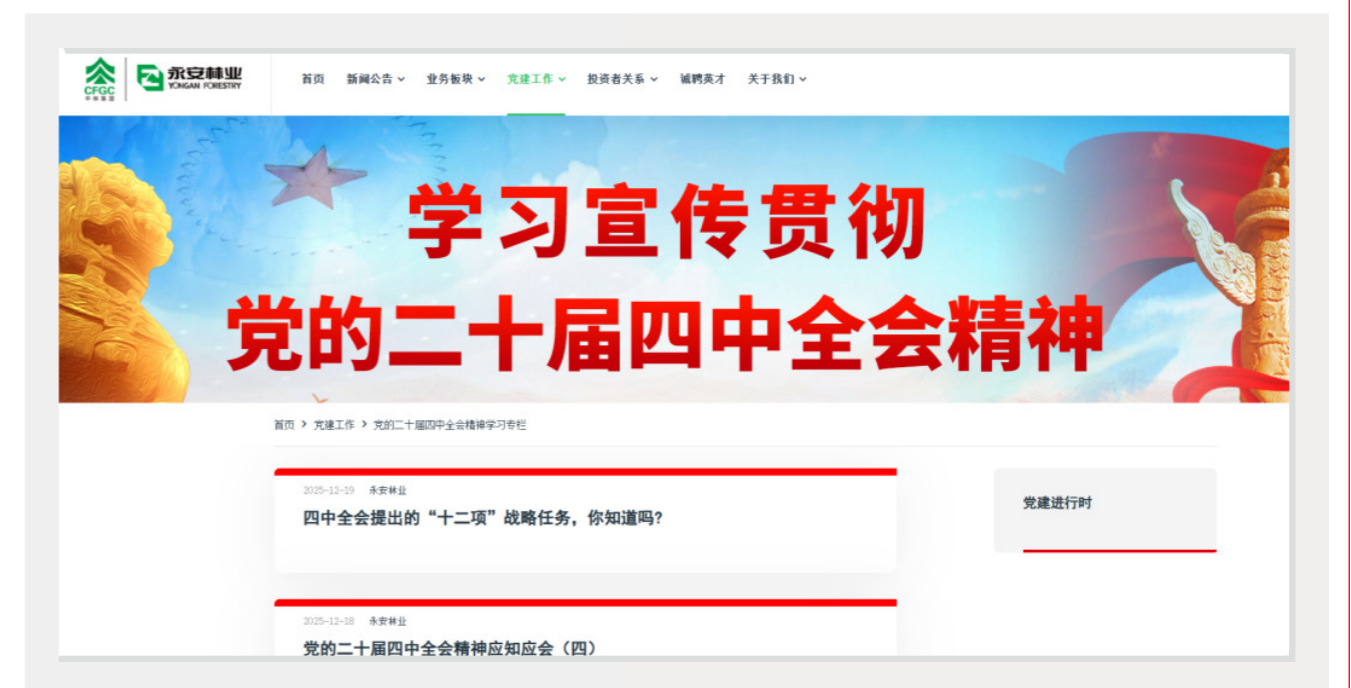 CFGC
中林集团
永安林业
YONGAN FORESTRY
首页 新闻公告 业务板块 党建工作 投资者关系 诚聘英才 关于我们
学习宣传贯彻
党的二十届四中全会精神
首页 > 党建工作 > 党的二十届四中全会精神学习专栏
2025-12-19 永安林业
四中全会提出的“十二项”战略任务，你知道吗?
党建进行时
2025-12-18 永安林业
党的二十届四中全会精神应知应会（四）